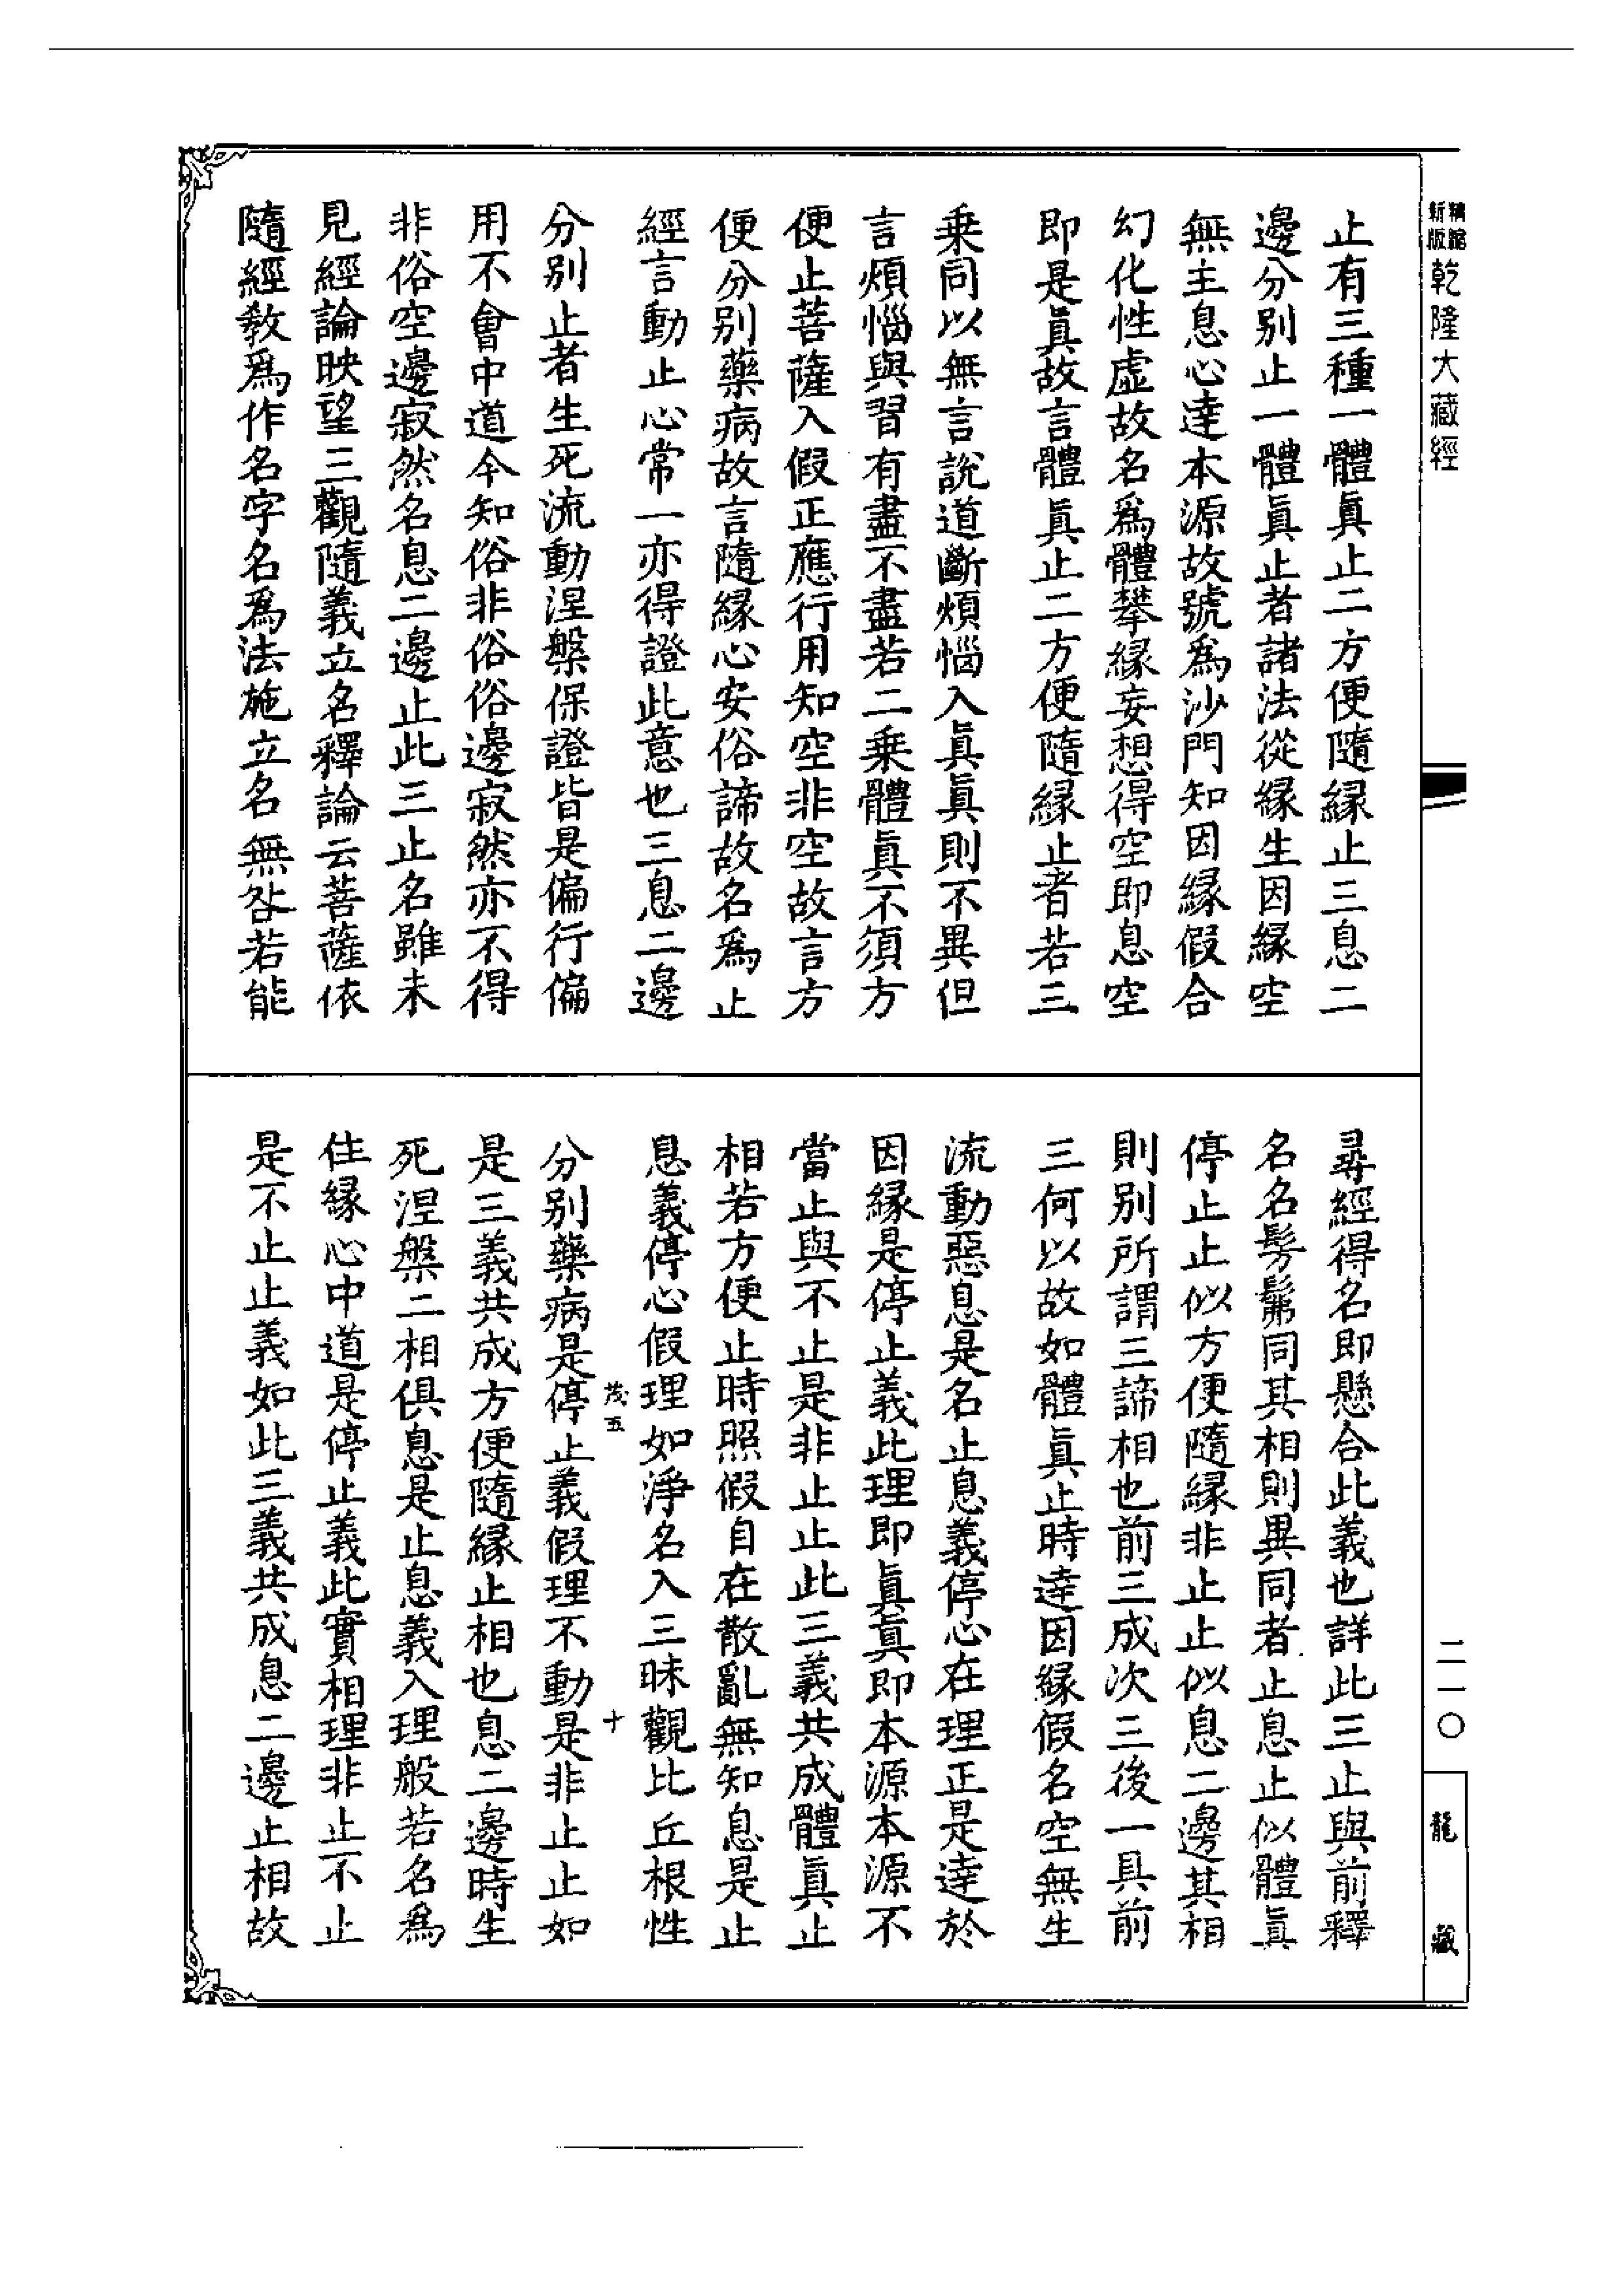 精縮新版乾隆大藏經
止有三種一體眞止二方便隨緣止三息二
邊分别止一體眞止者諸法從緣生因緣空
無主息心達本源故號爲沙門知因緣假合
幻化性虛故名爲體攀緣妄想得空即息空
即是眞故言體眞止二方便隨緣止者若三
乗同以無言說道斷煩惱入眞眞則不異但
言煩惱與習有盡不盡若二乗體眞不須方
便止菩薩入假正應行用知空非空故言方
便分别藥病故言隨緣心安俗諦故名爲止
經言動止心常一亦得證此意也三息二邊
分别止者生死流動涅槃保證皆是偏行偏
用不會中道今知俗非俗俗邊寂然亦不得
非俗空邊寂然名息二邊止此三止名雖未
見經論映望三觀隨義立名釋論云菩薩依
隨經敎爲作名字名爲法施立名無咎若能
尋經得名即懸合此義也詳此三止與前釋
名名髣髴同其相則異同者止息止似體眞
停止止似方便隨緣非止止似息二邊其相
則别所謂三諦相也前三成次三後一具前
三何以故如體眞止時達因緣假名空無生
流動惡息是名止息義停心在理正是達於
因緣是停止義此理即眞眞即本源本源不
當止與不止是非止止此三義共成體眞止
相若方便止時照假自在散亂無知息是止
息義停心假理如淨名入三昧觀比丘根性
茂五
十
分别藥病是停止義假理不動是非止止如
是三義共成方便隨緣止相也息二邊時生
死涅槃二相俱息是止息義入理般若名爲
住緣心中道是停止義此實相理非止不止
是不止止義如此三義共成息二邊止相故
二一〇
龍藏